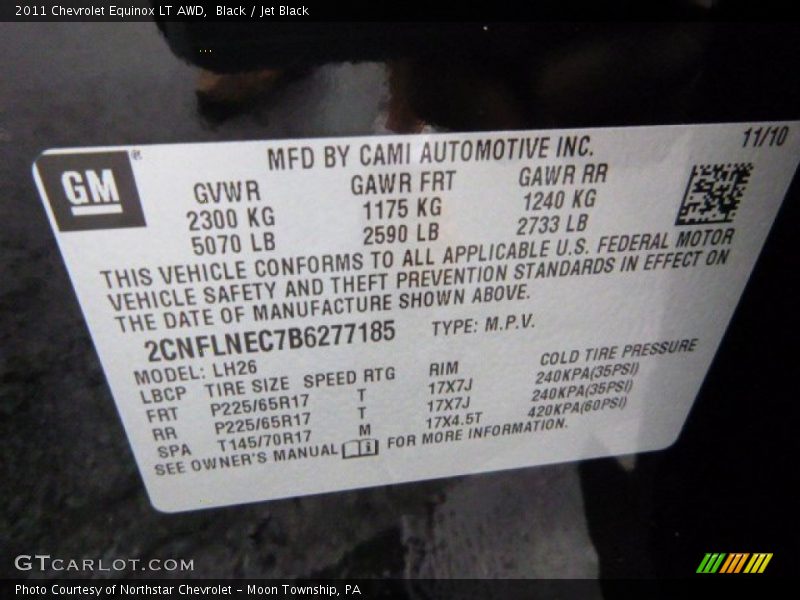 2011 Chevrolet Equinox LT AWD, Black / Jet Black
11/10
MFD BY CAMI AUTOMOTIVE INC.
GM
GVWR GAWR FRT GAWR RR
2300 KG 1175 KG 1240 KG
5070 LB 2590 LB 2733 LB
THIS VEHICLE CONFORMS TO ALL APPLICABLE U.S. FEDERAL MOTOR
VEHICLE SAFETY AND THEFT PREVENTION STANDARDS IN EFFECT ON
THE DATE OF MANUFACTURE SHOWN ABOVE.
2CNFLNEC7B6277185 TYPE: M.P.V.
MODEL: LH26
LBCP TIRE SIZE SPEED RTG RIM COLD TIRE PRESSURE
FRT P225/65R17 T 17X7J 240KPA(35PSI)
RR P225/65R17 T 17X7J 240KPA(35PSI)
SPA T145/70R17 M 17X4.5T 420KPA(60PSI)
SEE OWNER'S MANUAL FOR MORE INFORMATION.
GTCARLOT.COM
Photo Courtesy of Northstar Chevrolet - Moon Township, PA